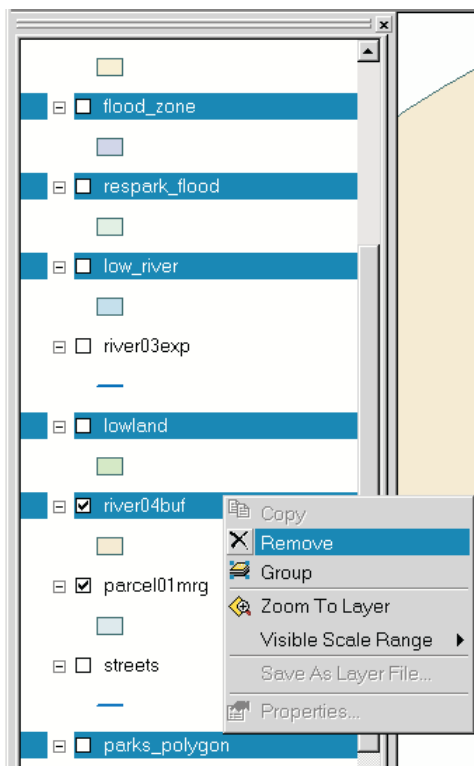 flood_zone
respark_flood
low_river
river03exp
lowland
river04buf
Copy
Remove
Group
parcel01mrg
Zoom To Layer
Visible Scale Range
streets
Save As Layer File...
Properties...
parks_polygon